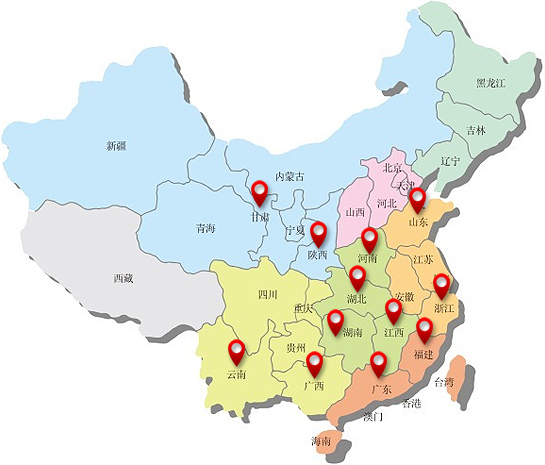 黑龙江
吉林
辽宁
新疆
内蒙古
北京
天津
河北
山西
山东
甘肃
青海
宁夏
陕西
河南
江苏
西藏
四川
重庆
湖北
安徽
浙江
湖南
江西
贵州
福建
云南
广西
广东
台湾
香港
澳门
海南